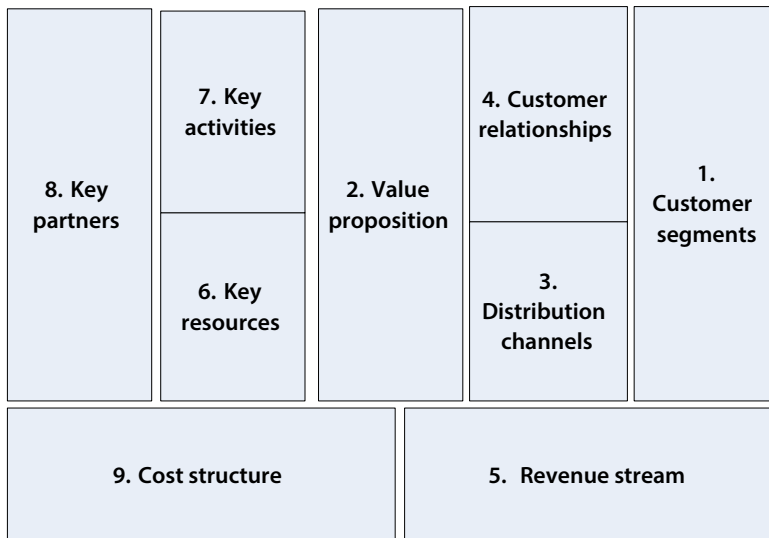 7. Key
activities
4. Customer
relationships
8. Key
partners
2. Value
proposition
1.
Customer
segments
6. Key
resources
3.
Distribution
channels
9. Cost structure
5. Revenue stream